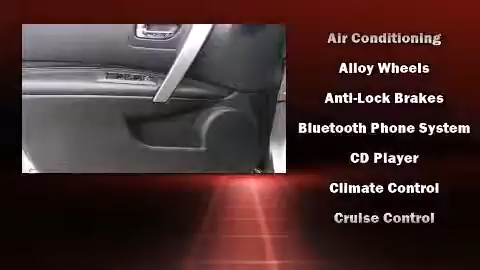 Air Conditioning
Alloy Wheels
Anti-Lock Brakes
Bluetooth Phone System
CD Player
Climate Control
Cruise Control